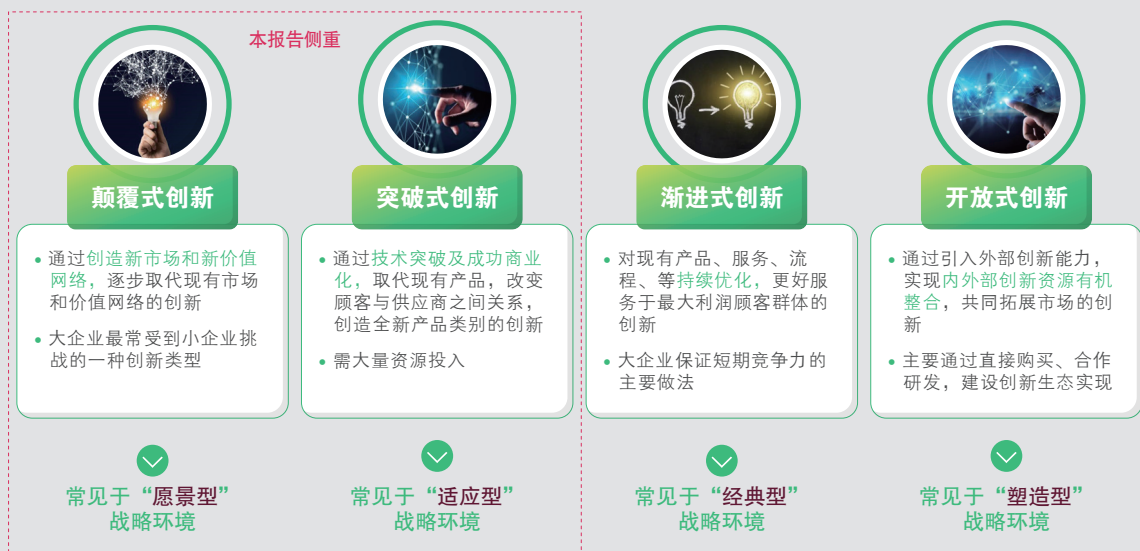 本报告侧重
颠覆式创新
• 通过创造新市场和新价值
网络，逐步取代现有市场
和价值网络的创新
• 大企业最常受到小企业挑
战的一种创新类型
常见于“愿景型”
战略环境
突破式创新
• 通过技术突破及成功商业
化，取代现有产品，改变
顾客与供应商之间关系，
创造全新产品类别的创新
• 需大量资源投入
常见于“适应型”
战略环境
渐进式创新
• 对现有产品、服务、流
程、等持续优化，更好服
务于最大利润顾客群体的
创新
• 大企业保证短期竞争力的
主要做法
常见于“经典型”
战略环境
开放式创新
• 通过引入外部创新能力，
实现内外部创新资源有机
整合，共同拓展市场的创
新
• 主要通过直接购买、合作
研发，建设创新生态实现
常见于“塑造型”
战略环境